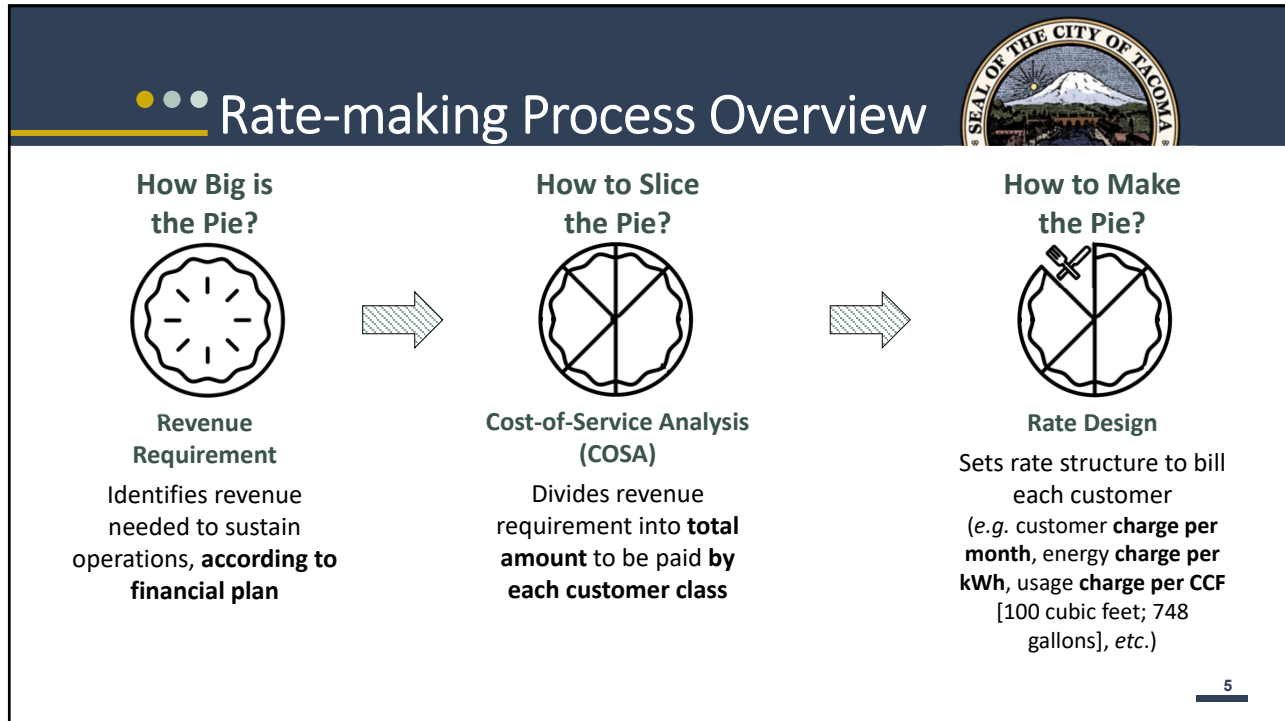 Rate-making Process Overview
SEAL OF THE CITY OF TACOMA
How Big is
the Pie?
Revenue
Requirement
Identifies revenue
needed to sustain
operations, according to
financial plan
How to Slice
the Pie?
Cost-of-Service Analysis
(COSA)
Divides revenue
requirement into total
amount to be paid by
each customer class
How to Make
the Pie?
Rate Design
Sets rate structure to bill
each customer
(e.g. customer charge per
month, energy charge per
kWh, usage charge per CCF
[100 cubic feet; 748
gallons], etc.)
5